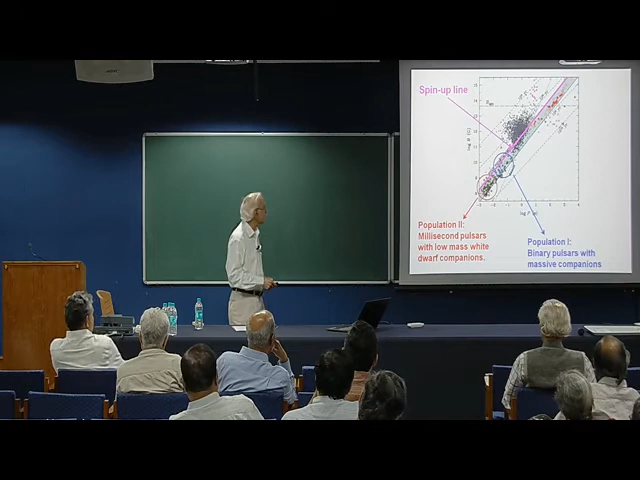 Spin-up line
Population II:
Millisecond pulsars
with low mass white
dwarf companions.
Population I:
Binary pulsars with
massive companions